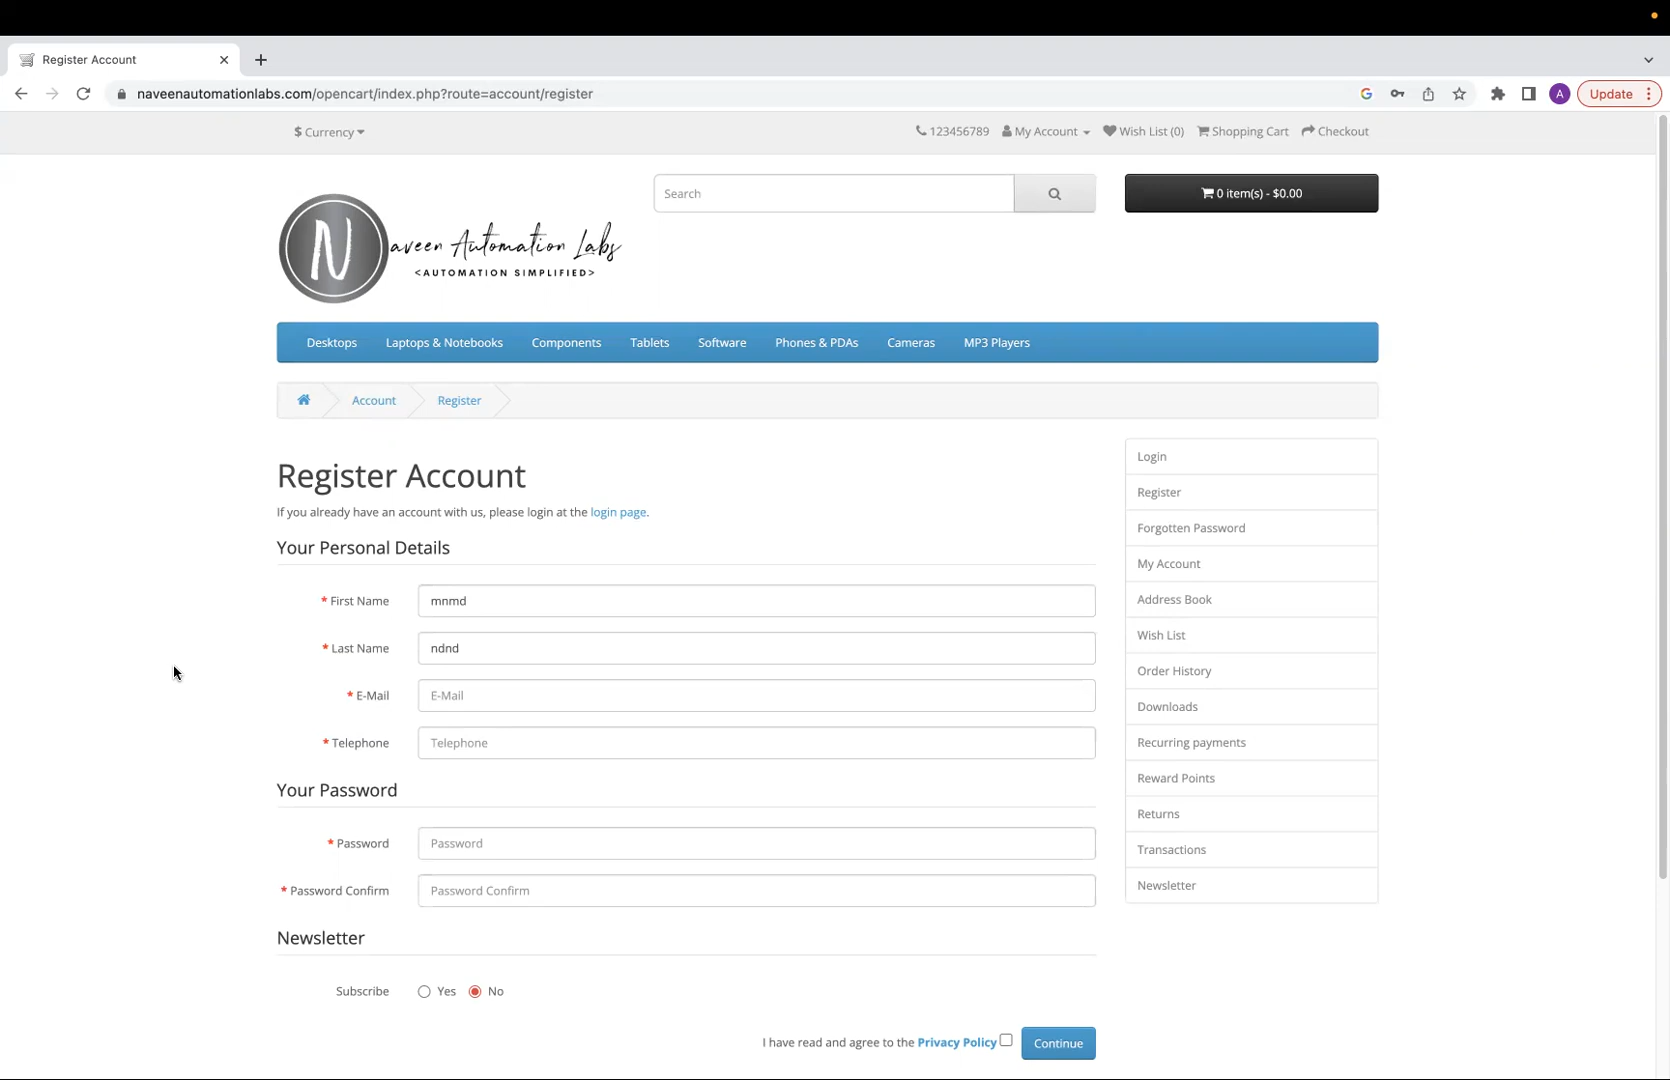 Register Account
naveenautomationlabs.com/opencart/index.php?route=account/register
A
Update
$ Currency
123456789 My Account Wish List (0) Shopping Cart Checkout
Search
0 item(s) - $0.00
N
aveen Automation Labs
<AUTOMATION SIMPLIFIED>
Desktops Laptops & Notebooks Components Tablets Software Phones & PDAs Cameras MP3 Players
Account Register
Register Account
If you already have an account with us, please login at the login page.
Your Personal Details
* First Name mnmd
* Last Name ndnd
* E-Mail E-Mail
* Telephone Telephone
Your Password
* Password Password
* Password Confirm Password Confirm
Newsletter
Subscribe Yes No
I have read and agree to the Privacy Policy Continue
Login
Register
Forgotten Password
My Account
Address Book
Wish List
Order History
Downloads
Recurring payments
Reward Points
Returns
Transactions
Newsletter